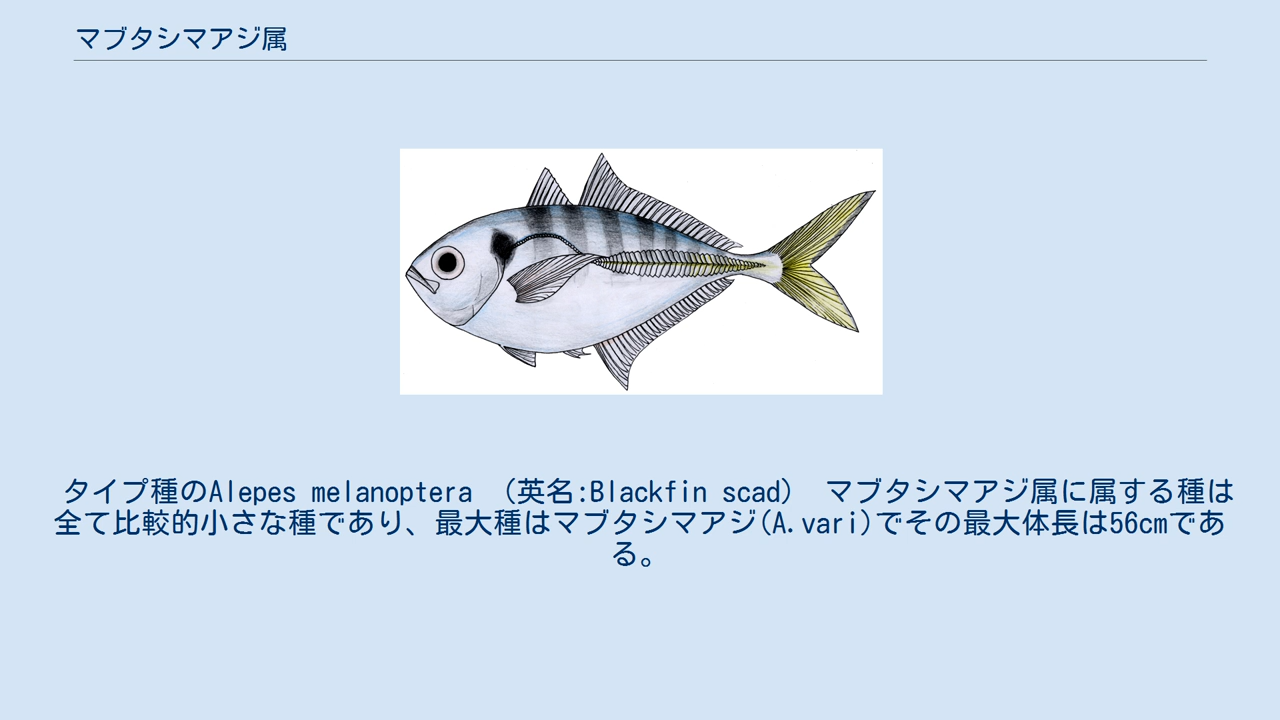 マブタシマアジ属
タイプ種のAlepes melanoptera （英名:Blackfin scad） マブタシマアジ属に属する種は
全て比較的小さな種であり、最大種はマブタシマアジ(A.vari)でその最大体長は56cmであ
る。